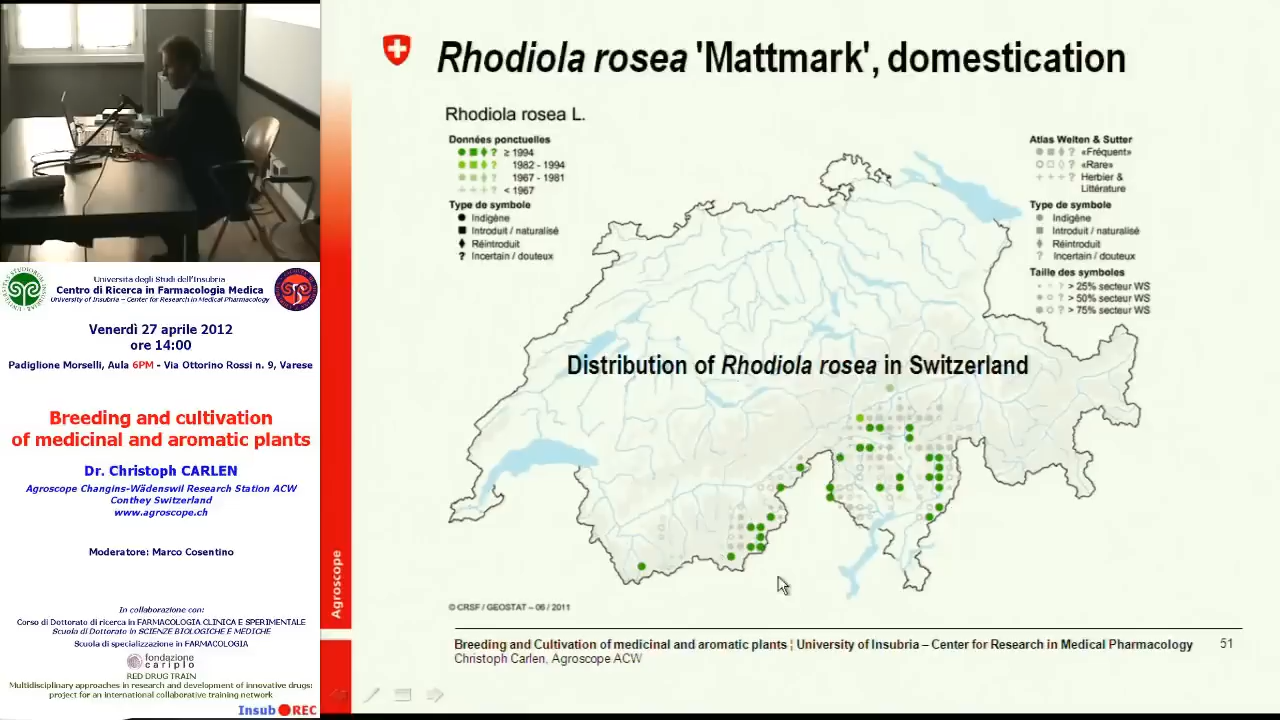 Università degli Studi dell'Insubria
Centro di Ricerca in Farmacologia Medica
University of Insubria – Center for Research in Medical Pharmacology
Venerdì 27 aprile 2012
ore 14:00
Padiglione Morselli, Aula 6PM - Via Ottorino Rossi n. 9, Varese
Breeding and cultivation
of medicinal and aromatic plants
Dr. Christoph CARLEN
Agroscope Changins-Wädenswil Research Station ACW
Conthey Switzerland
www.agroscope.ch
Moderatore: Marco Cosentino
In collaborazione con:
Corso di Dottorato di ricerca in FARMACOLOGIA CLINICA E SPERIMENTALE
Scuola di Dottorato in SCIENZE BIOLOGICHE E MEDICHE
Scuola di specializzazione in FARMACOLOGIA
fondazione
cariplo
RED DRUG TRAIN
Multidisciplinary approaches in research and development of innovative drugs:
project for an international collaborative training network
Insub REC
Agroscope
Rhodiola rosea 'Mattmark', domestication
Rhodiola rosea L.
Données ponctuelles
? ≥ 1994
? 1982 - 1994
? 1967 - 1981
< 1967
Type de symbole
Indigène
Introduit / naturalisé
Réintroduit
? Incertain / douteux
Atlas Welten & Sutter
? «Fréquent»
? «Rare»
? Herbier &
Littérature
Type de symbole
Indigène
Introduit / naturalisé
Réintroduit
? Incertain / douteux
Taille des symboles
? > 25% secteur WS
? > 50% secteur WS
? > 75% secteur WS
Distribution of Rhodiola rosea in Switzerland
© CRSF / GEOSTAT – 06 / 2011
Breeding and Cultivation of medicinal and aromatic plants ¦ University of Insubria – Center for Research in Medical Pharmacology
Christoph Carlen, Agroscope ACW
51